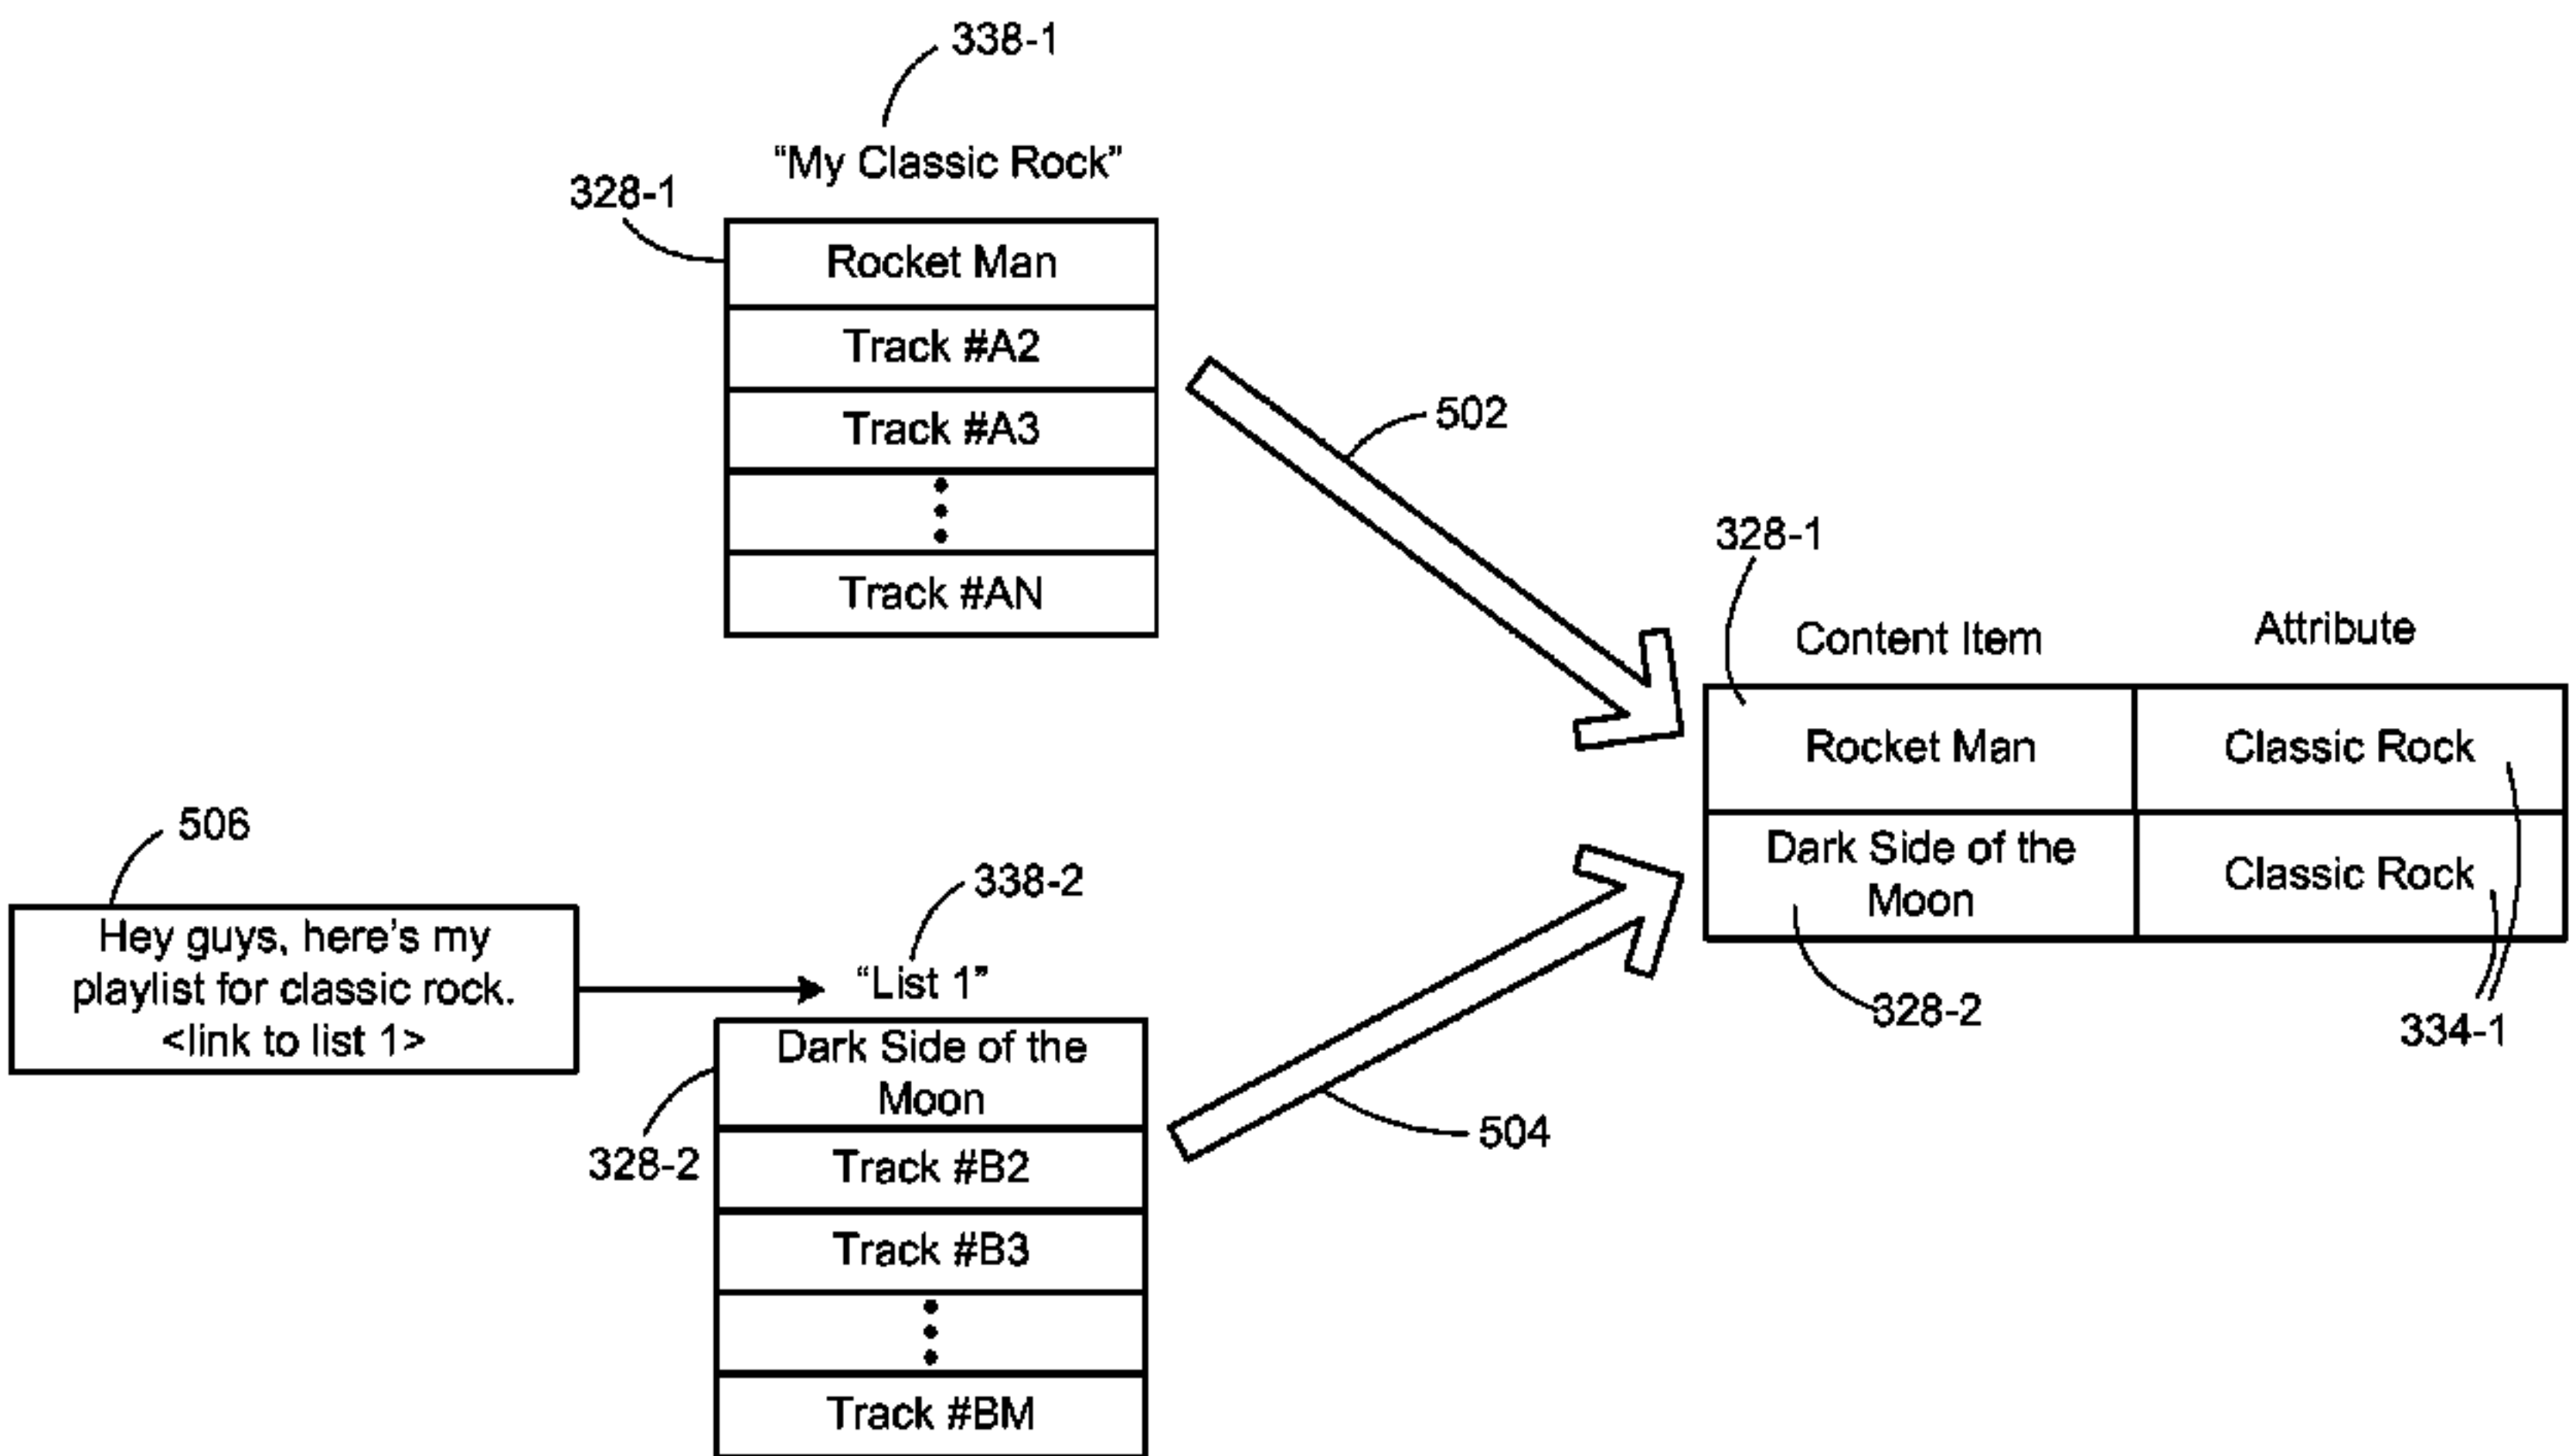 338-1
“My Classic Rock”
328-1
Rocket Man
Track #A2
Track #A3
Track #AN
502
328-1
Content Item
Attribute
Rocket Man
Classic Rock
Dark Side of the
Moon
Classic Rock
328-2
334-1
506
Hey guys, here’s my
playlist for classic rock.
<link to list 1>
338-2
“List 1”
Dark Side of the
Moon
328-2
Track #B2
Track #B3
Track #BM
504